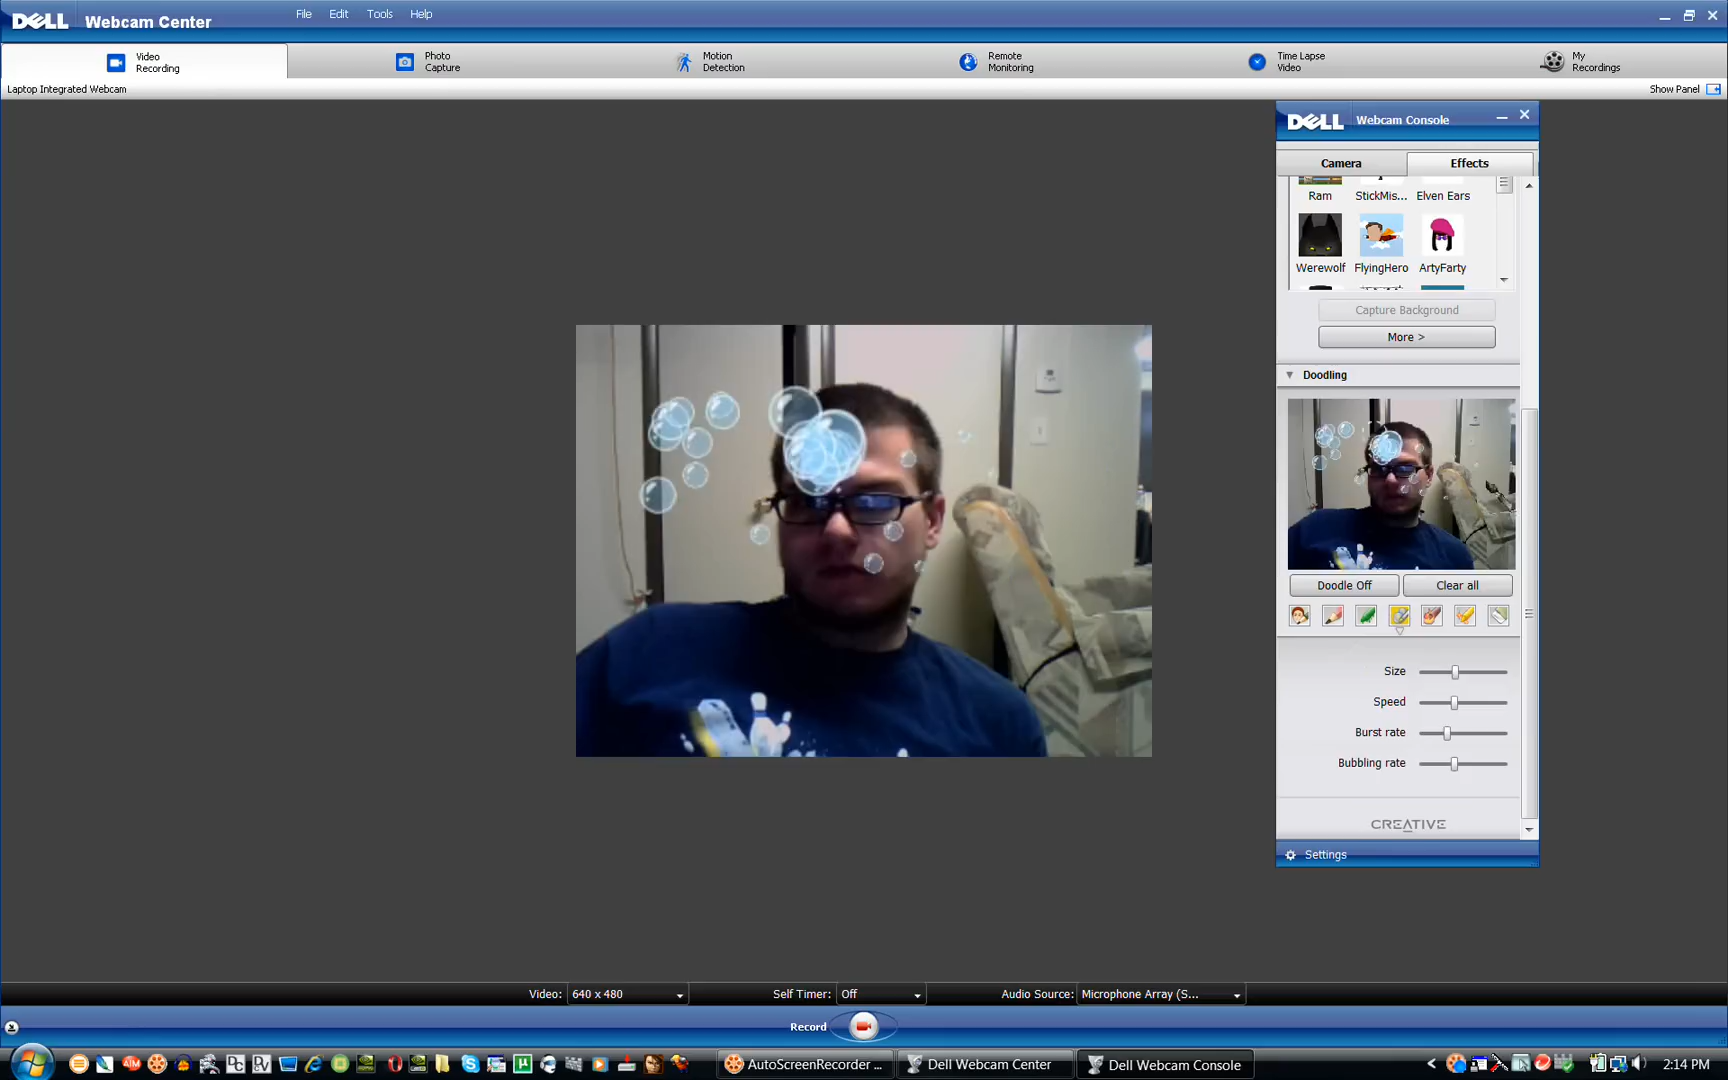 DELL Webcam Center File Edit Tools Help
Video Recording
Photo Capture
Motion Detection
Remote Monitoring
Time Lapse Video
My Recordings
Laptop Integrated Webcam
Show Panel
DELL Webcam Console
Camera Effects
Ram StickMis... Elven Ears
Werewolf FlyingHero ArtyFarty
Capture Background
More >
Doodling
Doodle Off Clear all
Size
Speed
Burst rate
Bubbling rate
CREATIVE
Settings
Video: 640 x 480 Self Timer: Off Audio Source: Microphone Array (S...
Record
AIM DC DV AutoScreenRecorder ... Dell Webcam Center Dell Webcam Console 2:14 PM